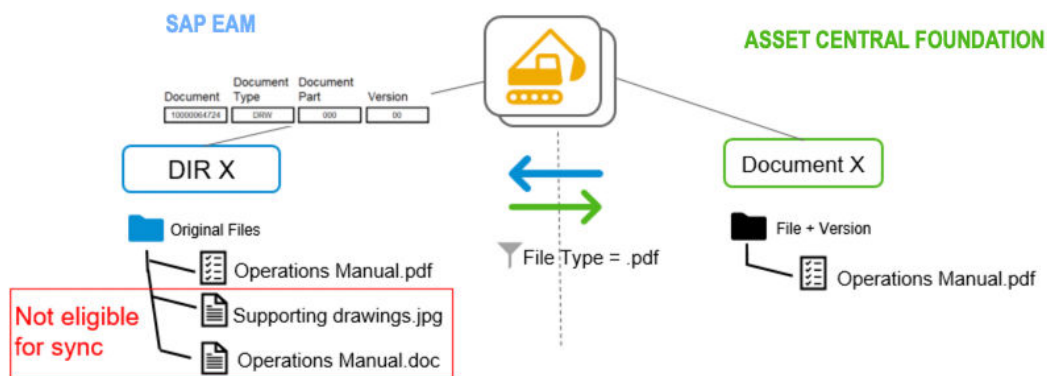 SAP EAM
ASSET CENTRAL FOUNDATION
Document Document
Document Type Part Version
10000064724 DRW 000 00
DIR X
Document X
Original Files
File + Version
Operations Manual.pdf
File Type = .pdf
Operations Manual.pdf
Not eligible
for sync
Supporting drawings.jpg
Operations Manual.doc